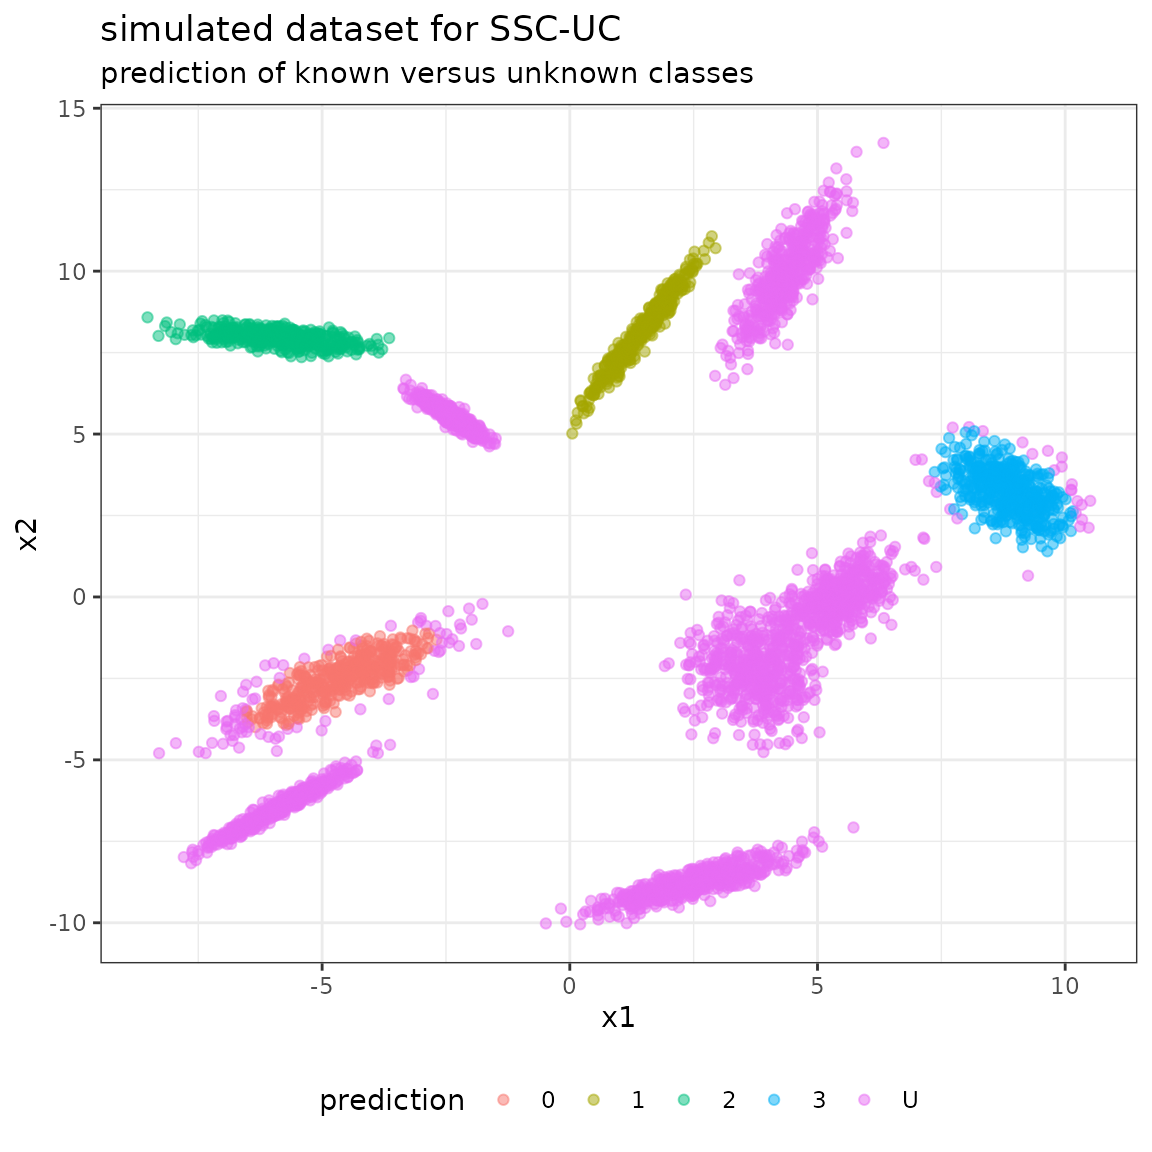 simulated dataset for SSC-UC
prediction of known versus unknown classes
15
10
5
0
-5
-10
x2
-5 0 5 10
x1
prediction 0 1 2 3 U